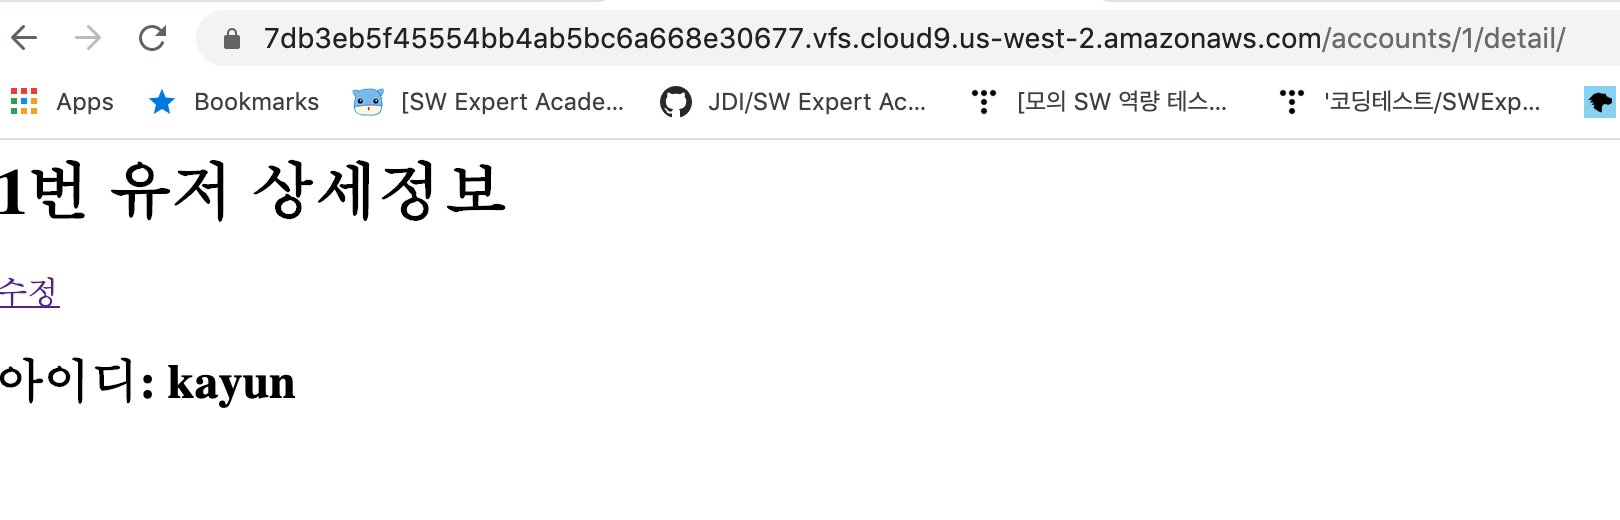 7db3eb5f45554bb4ab5bc6a668e30677.vfs.cloud9.us-west-2.amazonaws.com/accounts/1/detail/
Apps Bookmarks [SW Expert Acade... JDI/SW Expert Ac... [모의 SW 역량 테스... '코딩테스트/SWExp...
1번 유저 상세정보
수정
아이디: kayun